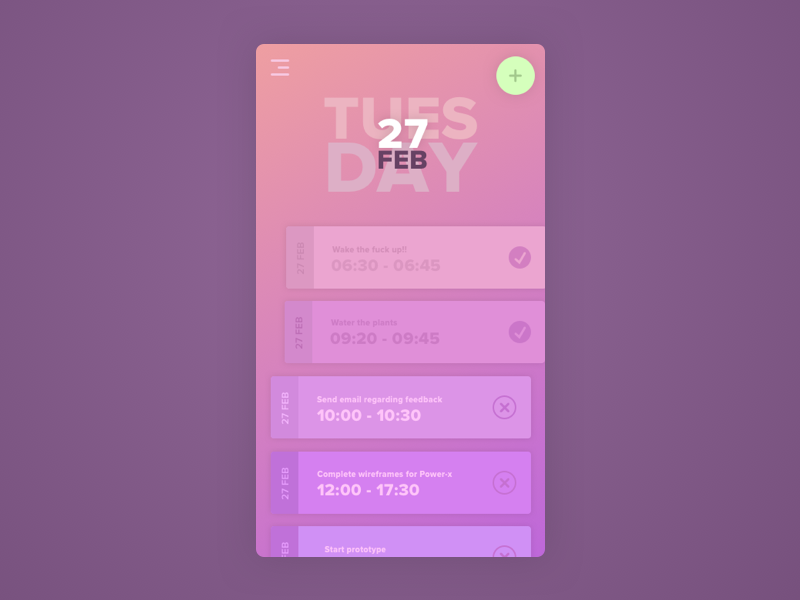 TUES
DAY
27
FEB
27 FEB
Wake the fuck up!!
06:30 - 06:45
27 FEB
Water the plants
09:20 - 09:45
27 FEB
Send email regarding feedback
10:00 - 10:30
27 FEB
Complete wireframes for Power-x
12:00 - 17:30
FEB
Start prototype